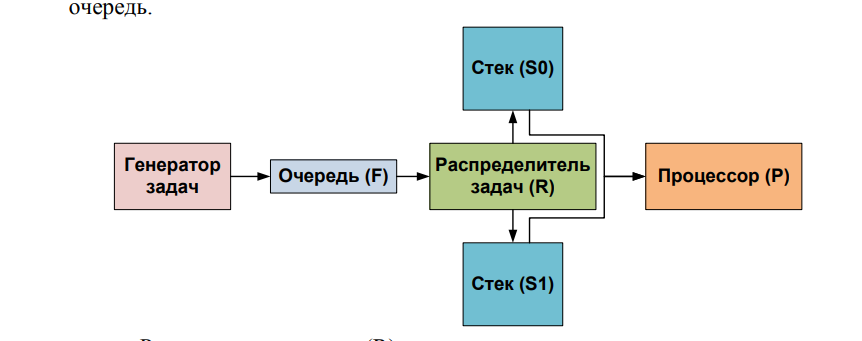 очередь.
Стек (S0)
Генератор
задач
Очередь (F)
Распределитель
задач (R)
Процессор (P)
Стек (S1)